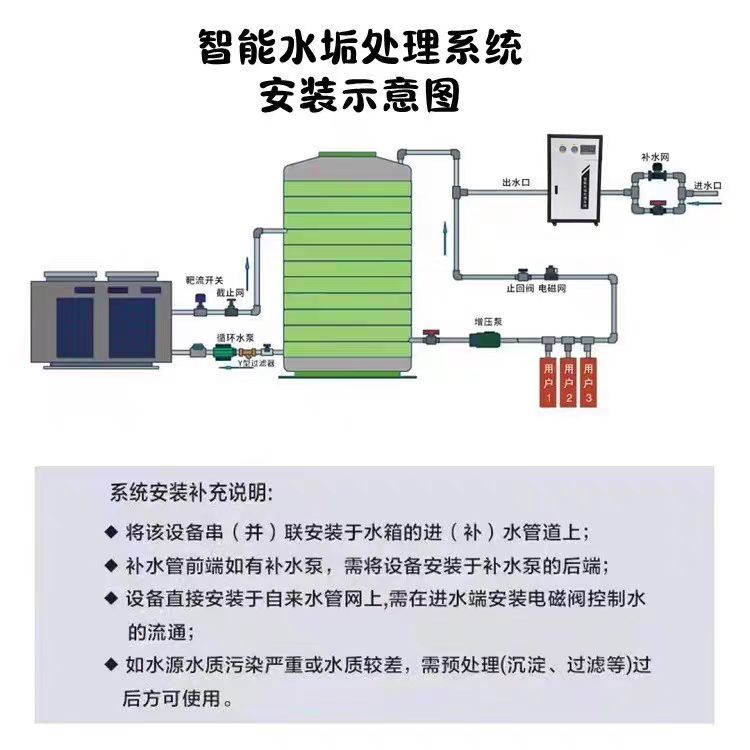 智能水垢处理系统
安装示意图
补水网
出水口
进水口
靶流开关
截止网
止回阀 电磁网
循环水泵
Y型过滤器
增压泵
用户1
用户2
用户3
系统安装补充说明:
◆ 将该设备串（并）联安装于水箱的进（补）水管道上；
◆ 补水管前端如有补水泵，需将设备安装于补水泵的后端；
◆ 设备直接安装于自来水管网上,需在进水端安装电磁阀控制水
的流通；
◆ 如水源水质污染严重或水质较差，需预处理(沉淀、过滤等)过
后方可使用。